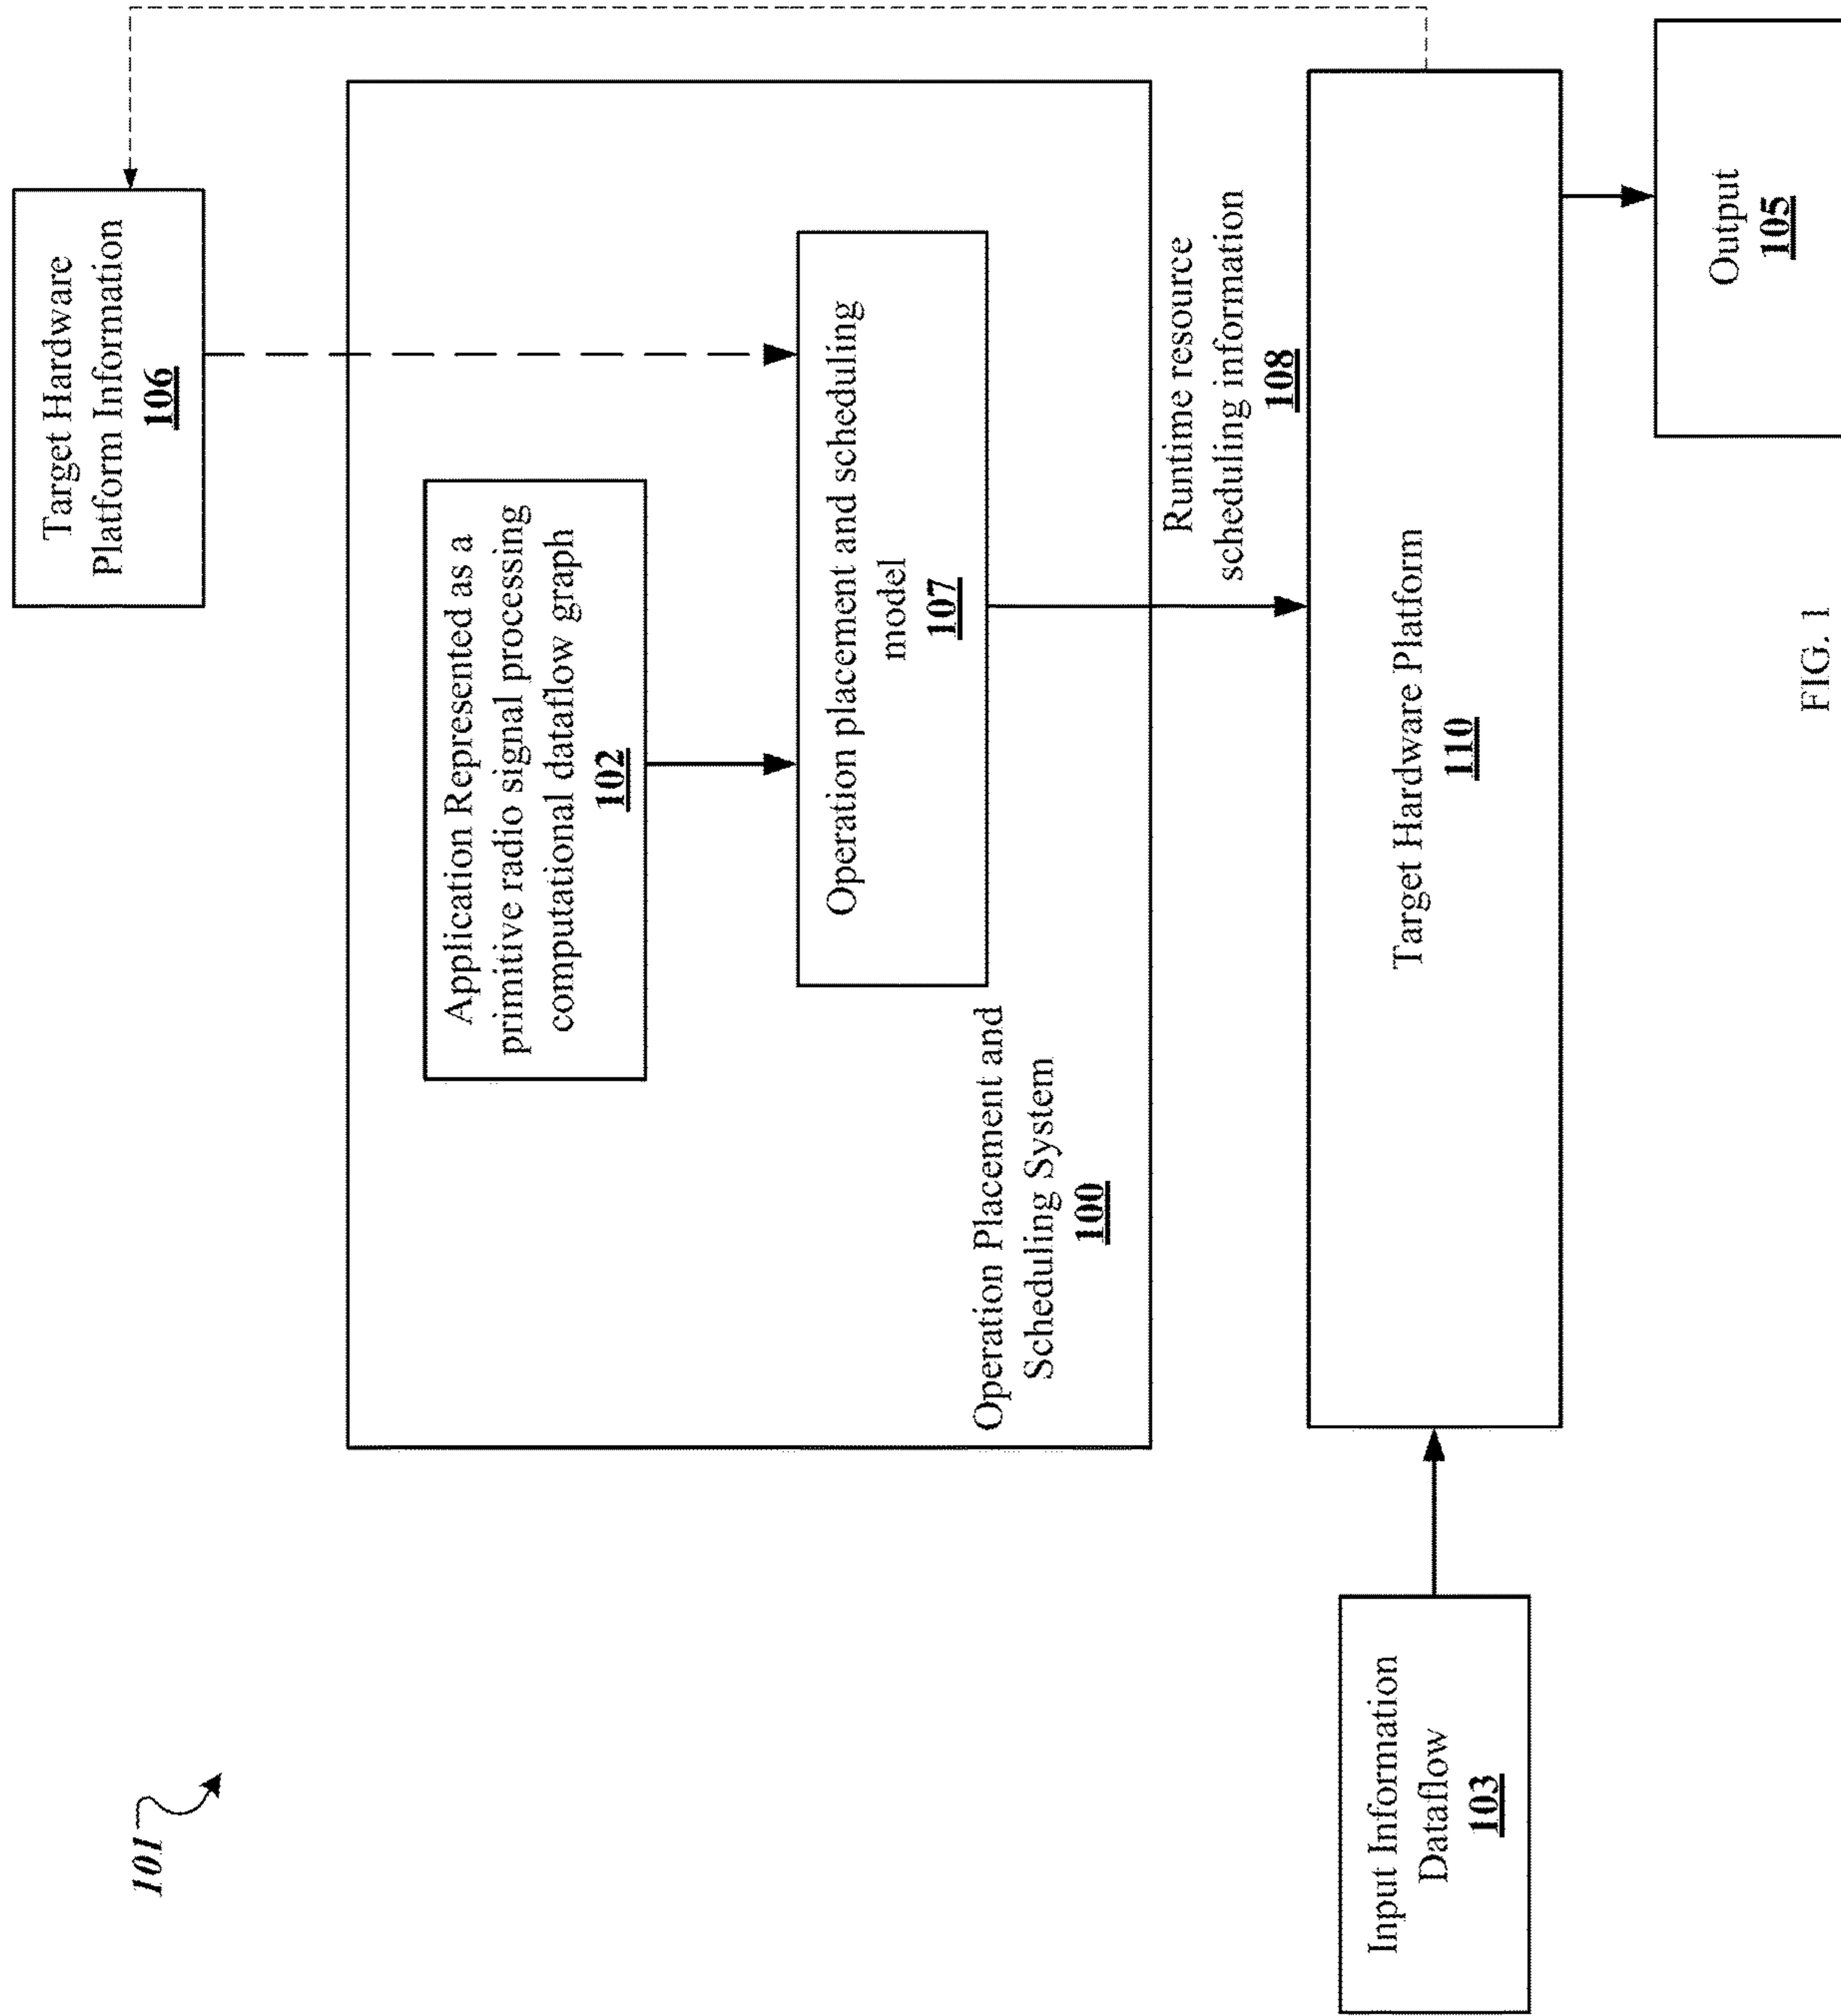 101
Target Hardware
Platform Information
106
Application Represented as a
primitive radio signal processing
computational dataflow graph
102
Operation placement and scheduling
model
107
Operation Placement and
Scheduling System
100
Runtime resource
scheduling information
108
Input Information
Dataflow
103
Target Hardware Platform
110
Output
105
FIG. 1